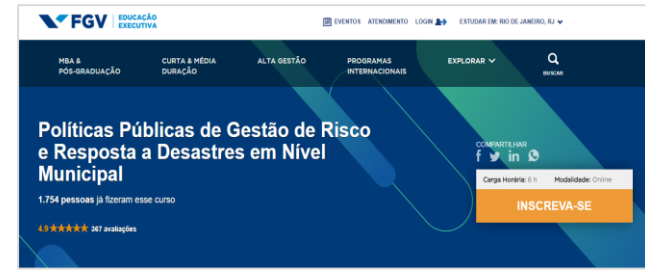 FGV EDUCAÇÃO EXECUTIVA
EVENTOS ATENDIMENTO LOGIN ESTUDAR EM: RIO DE JANEIRO, RJ
MBA & PÓS-GRADUAÇÃO
CURTA & MÉDIA DURAÇÃO
ALTA GESTÃO
PROGRAMAS INTERNACIONAIS
EXPLORAR
BUSCAR
Políticas Públicas de Gestão de Risco
e Resposta a Desastres em Nível
Municipal
1.754 pessoas já fizeram esse curso
4.9 ★★★★★ 367 avaliações
COMPARTILHAR
Carga Horária: 8 h Modalidade: Online
INSCREVA-SE